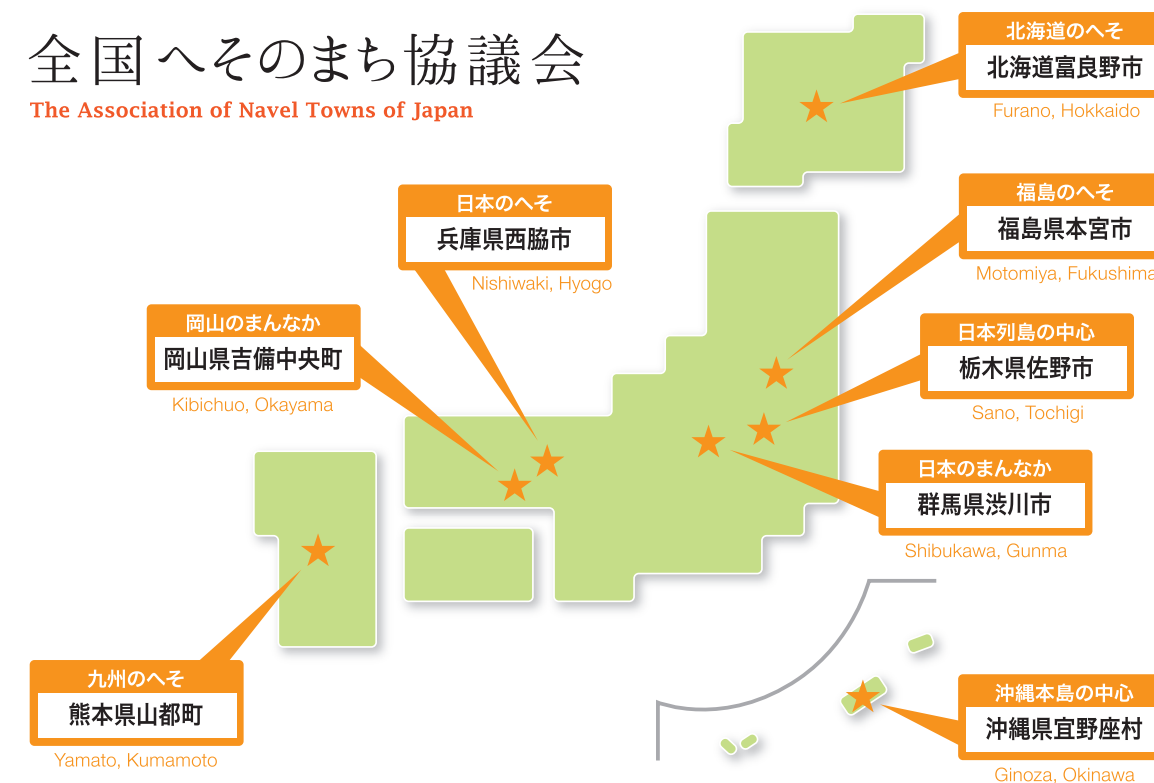 全国へそのまち協議会
The Association of Navel Towns of Japan
北海道のへそ
北海道富良野市
Furano, Hokkaido
福島のへそ
福島県本宮市
Motomiya, Fukushima
日本のへそ
兵庫県西脇市
Nishiwaki, Hyogo
岡山のまんなか
岡山県吉備中央町
Kibichuo, Okayama
日本列島の中心
栃木県佐野市
Sano, Tochigi
日本のまんなか
群馬県渋川市
Shibukawa, Gunma
九州のへそ
熊本県山都町
Yamato, Kumamoto
沖縄本島の中心
沖縄県宜野座村
Ginoza, Okinawa